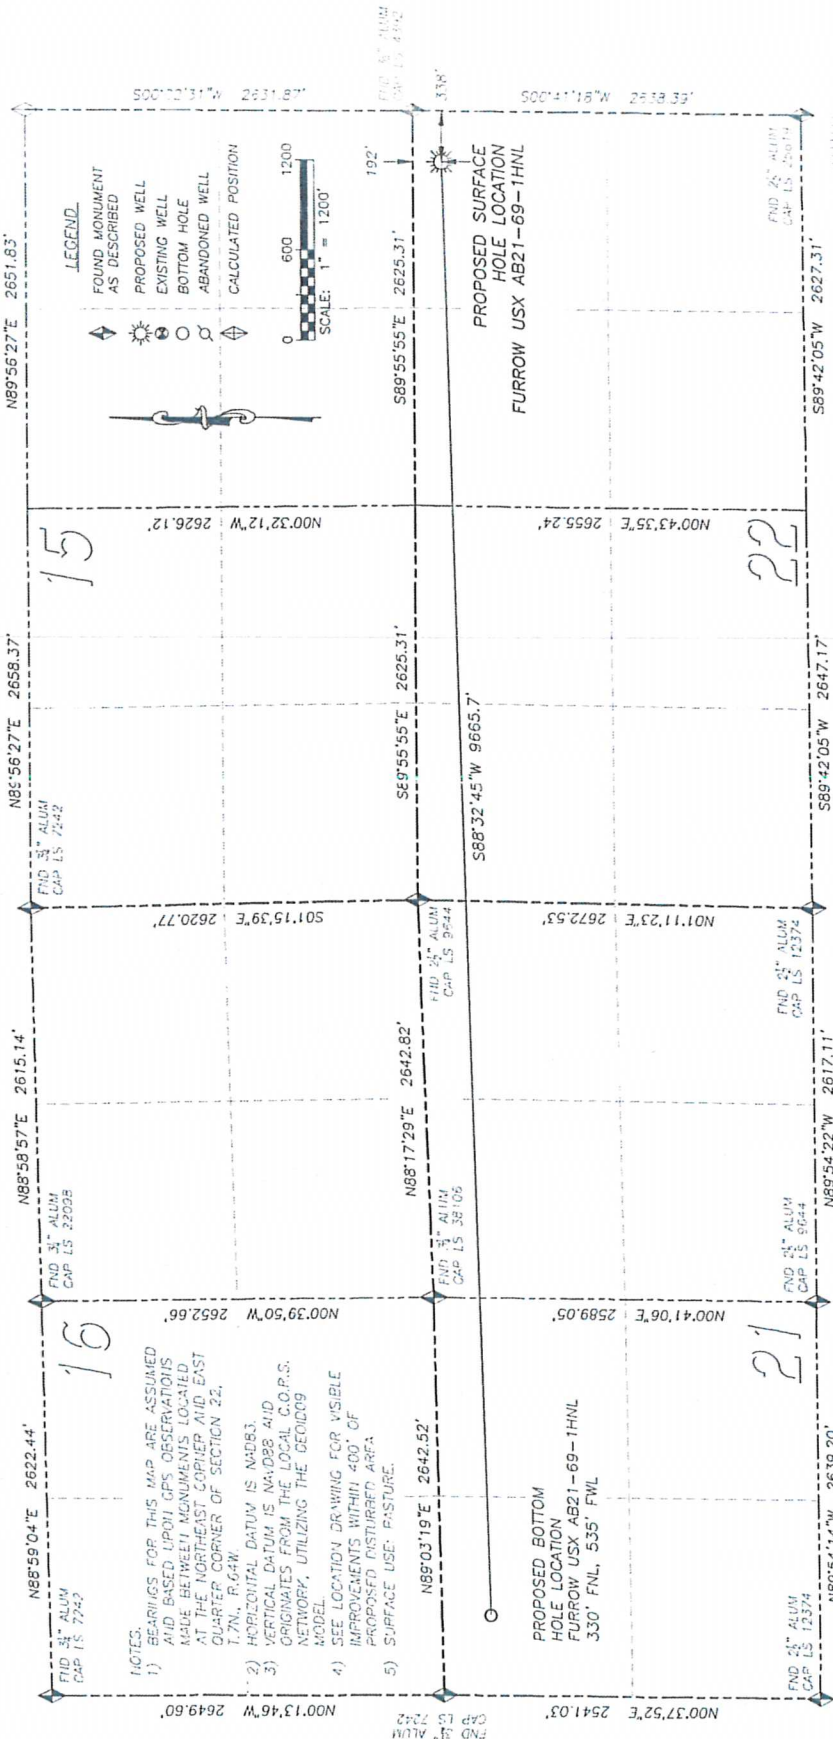 N88°59'04"E 2622.44'
N88°58'57"E 2615.14'
N89°56'27"E 2658.37'
N89°56'27"E 2651.83'
FND 3¼" ALUM
CAP LS 7242
FND 3¼" ALUM
CAP LS 22098
FND 3¼" ALUM
CAP LS 7242
16
15
NOTES:
1) BEARINGS FOR THIS MAP ARE ASSUMED
AND BASED UPON GPS OBSERVATIONS
MADE BETWEEN MONUMENTS LOCATED
AT THE NORTHEAST CORNER AND EAST
QUARTER CORNER OF SECTION 22,
T.7N., R.64W.
2) HORIZONTAL DATUM IS NAD83.
3) VERTICAL DATUM IS NAVD88 AND
ORIGINATES FROM THE LOCAL C.O.R.S.
NETWORK, UTILIZING THE GEOID09
MODEL.
4) SEE LOCATION DRAWING FOR VISIBLE
IMPROVEMENTS WITHIN 400' OF
PROPOSED DISTURBED AREA.
5) SURFACE USE: PASTURE.
LEGEND
FOUND MONUMENT
AS DESCRIBED
PROPOSED WELL
EXISTING WELL
BOTTOM HOLE
ABANDONED WELL
CALCULATED POSITION
0 600 1200
SCALE: 1" = 1200'
N00°13'46"W 2649.60'
N00°39'50"W 2652.66'
S01°15'39"E 2620.77'
N00°32'12"W 2626.12'
2631.87'
N89°03'19"E 2642.52'
N88°17'29"E 2642.82'
S89°55'55"E 2625.31'
S89°55'55"E 2625.31'
192'
FND 3¼" ALUM
CAP LS 7242
FND 3¼" ALUM
CAP LS 38106
FND 2½" ALUM
CAP LS 9644
FND 3¼" ALUM
CAP LS
338'
S88°32'45"W 9665.7'
PROPOSED SURFACE
HOLE LOCATION
FURROW USX AB21-69-1HNL
PROPOSED BOTTOM
HOLE LOCATION
FURROW USX AB21-69-1HNL
330' FNL, 535' FWL
N00°37'52"E 2541.03'
N00°41'06"E 2589.05'
N01°11'23"E 2672.53'
N00°43'35"E 2655.24'
S00°41'18"W 2638.39'
21
22
FND 2½" ALUM
CAP LS 12374
FND 2½" ALUM
CAP LS 9644
FND 2½" ALUM
CAP LS 12374
FND 2½" ALUM
CAP LS
N89°54'14"W 2639.20'
N89°54'22"W 2617.11'
S89°42'05"W 2647.17'
S89°42'05"W 2627.31'